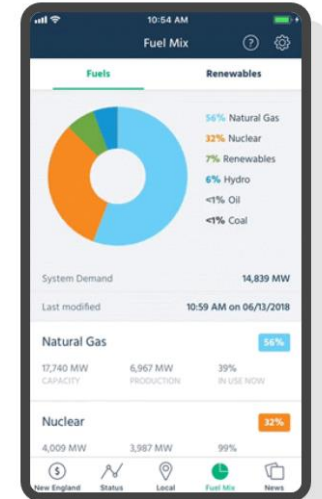 10:54 AM
Fuel Mix
?
Fuels Renewables
56% Natural Gas
32% Nuclear
7% Renewables
6% Hydro
<1% Oil
<1% Coal
System Demand 14,839 MW
Last modified 10:59 AM on 06/13/2018
Natural Gas 56%
17,740 MW 6,967 MW 39%
CAPACITY PRODUCTION IN USE NOW
Nuclear 32%
4,009 MW 3,987 MW 99%
$
New England Status Local Fuel Mix News